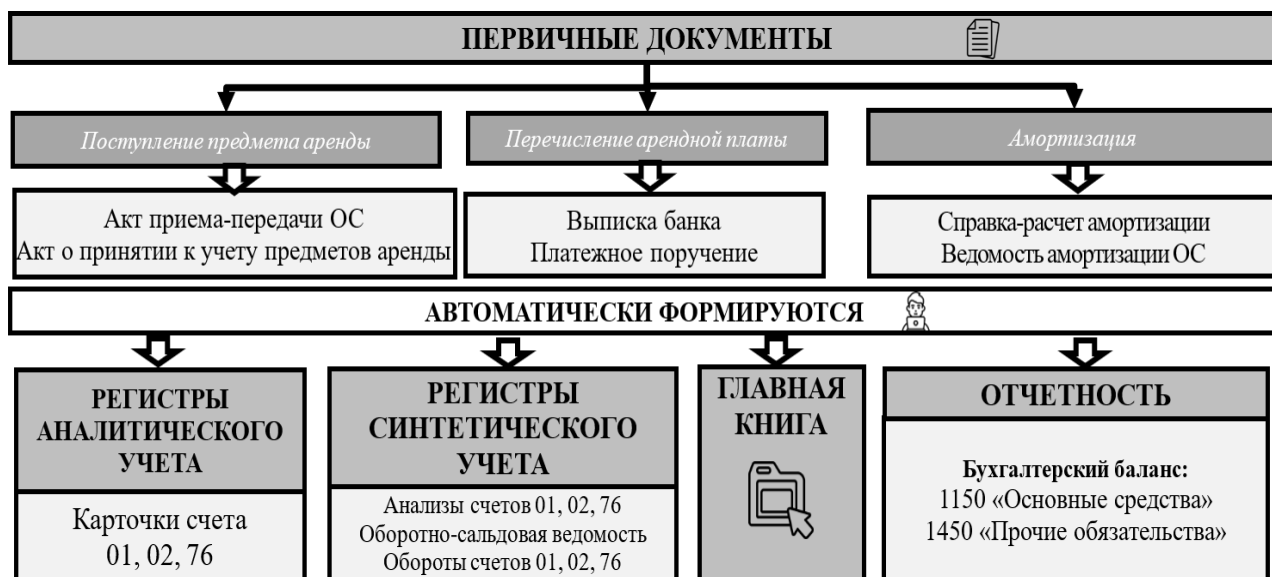 ПЕРВИЧНЫЕ ДОКУМЕНТЫ
Поступление предмета аренды
Перечисление арендной платы
Амортизация
Акт приема-передачи ОС
Акт о принятии к учету предметов аренды
Выписка банка
Платежное поручение
Справка-расчет амортизации
Ведомость амортизации ОС
АВТОМАТИЧЕСКИ ФОРМИРУЮТСЯ
РЕГИСТРЫ
АНАЛИТИЧЕСКОГО
УЧЕТА
Карточки счета
01, 02, 76
РЕГИСТРЫ
СИНТЕТИЧЕСКОГО
УЧЕТА
Анализы счетов 01, 02, 76
Оборотно-сальдовая ведомость
Обороты счетов 01, 02, 76
ГЛАВНАЯ
КНИГА
ОТЧЕТНОСТЬ
Бухгалтерский баланс:
1150 «Основные средства»
1450 «Прочие обязательства»